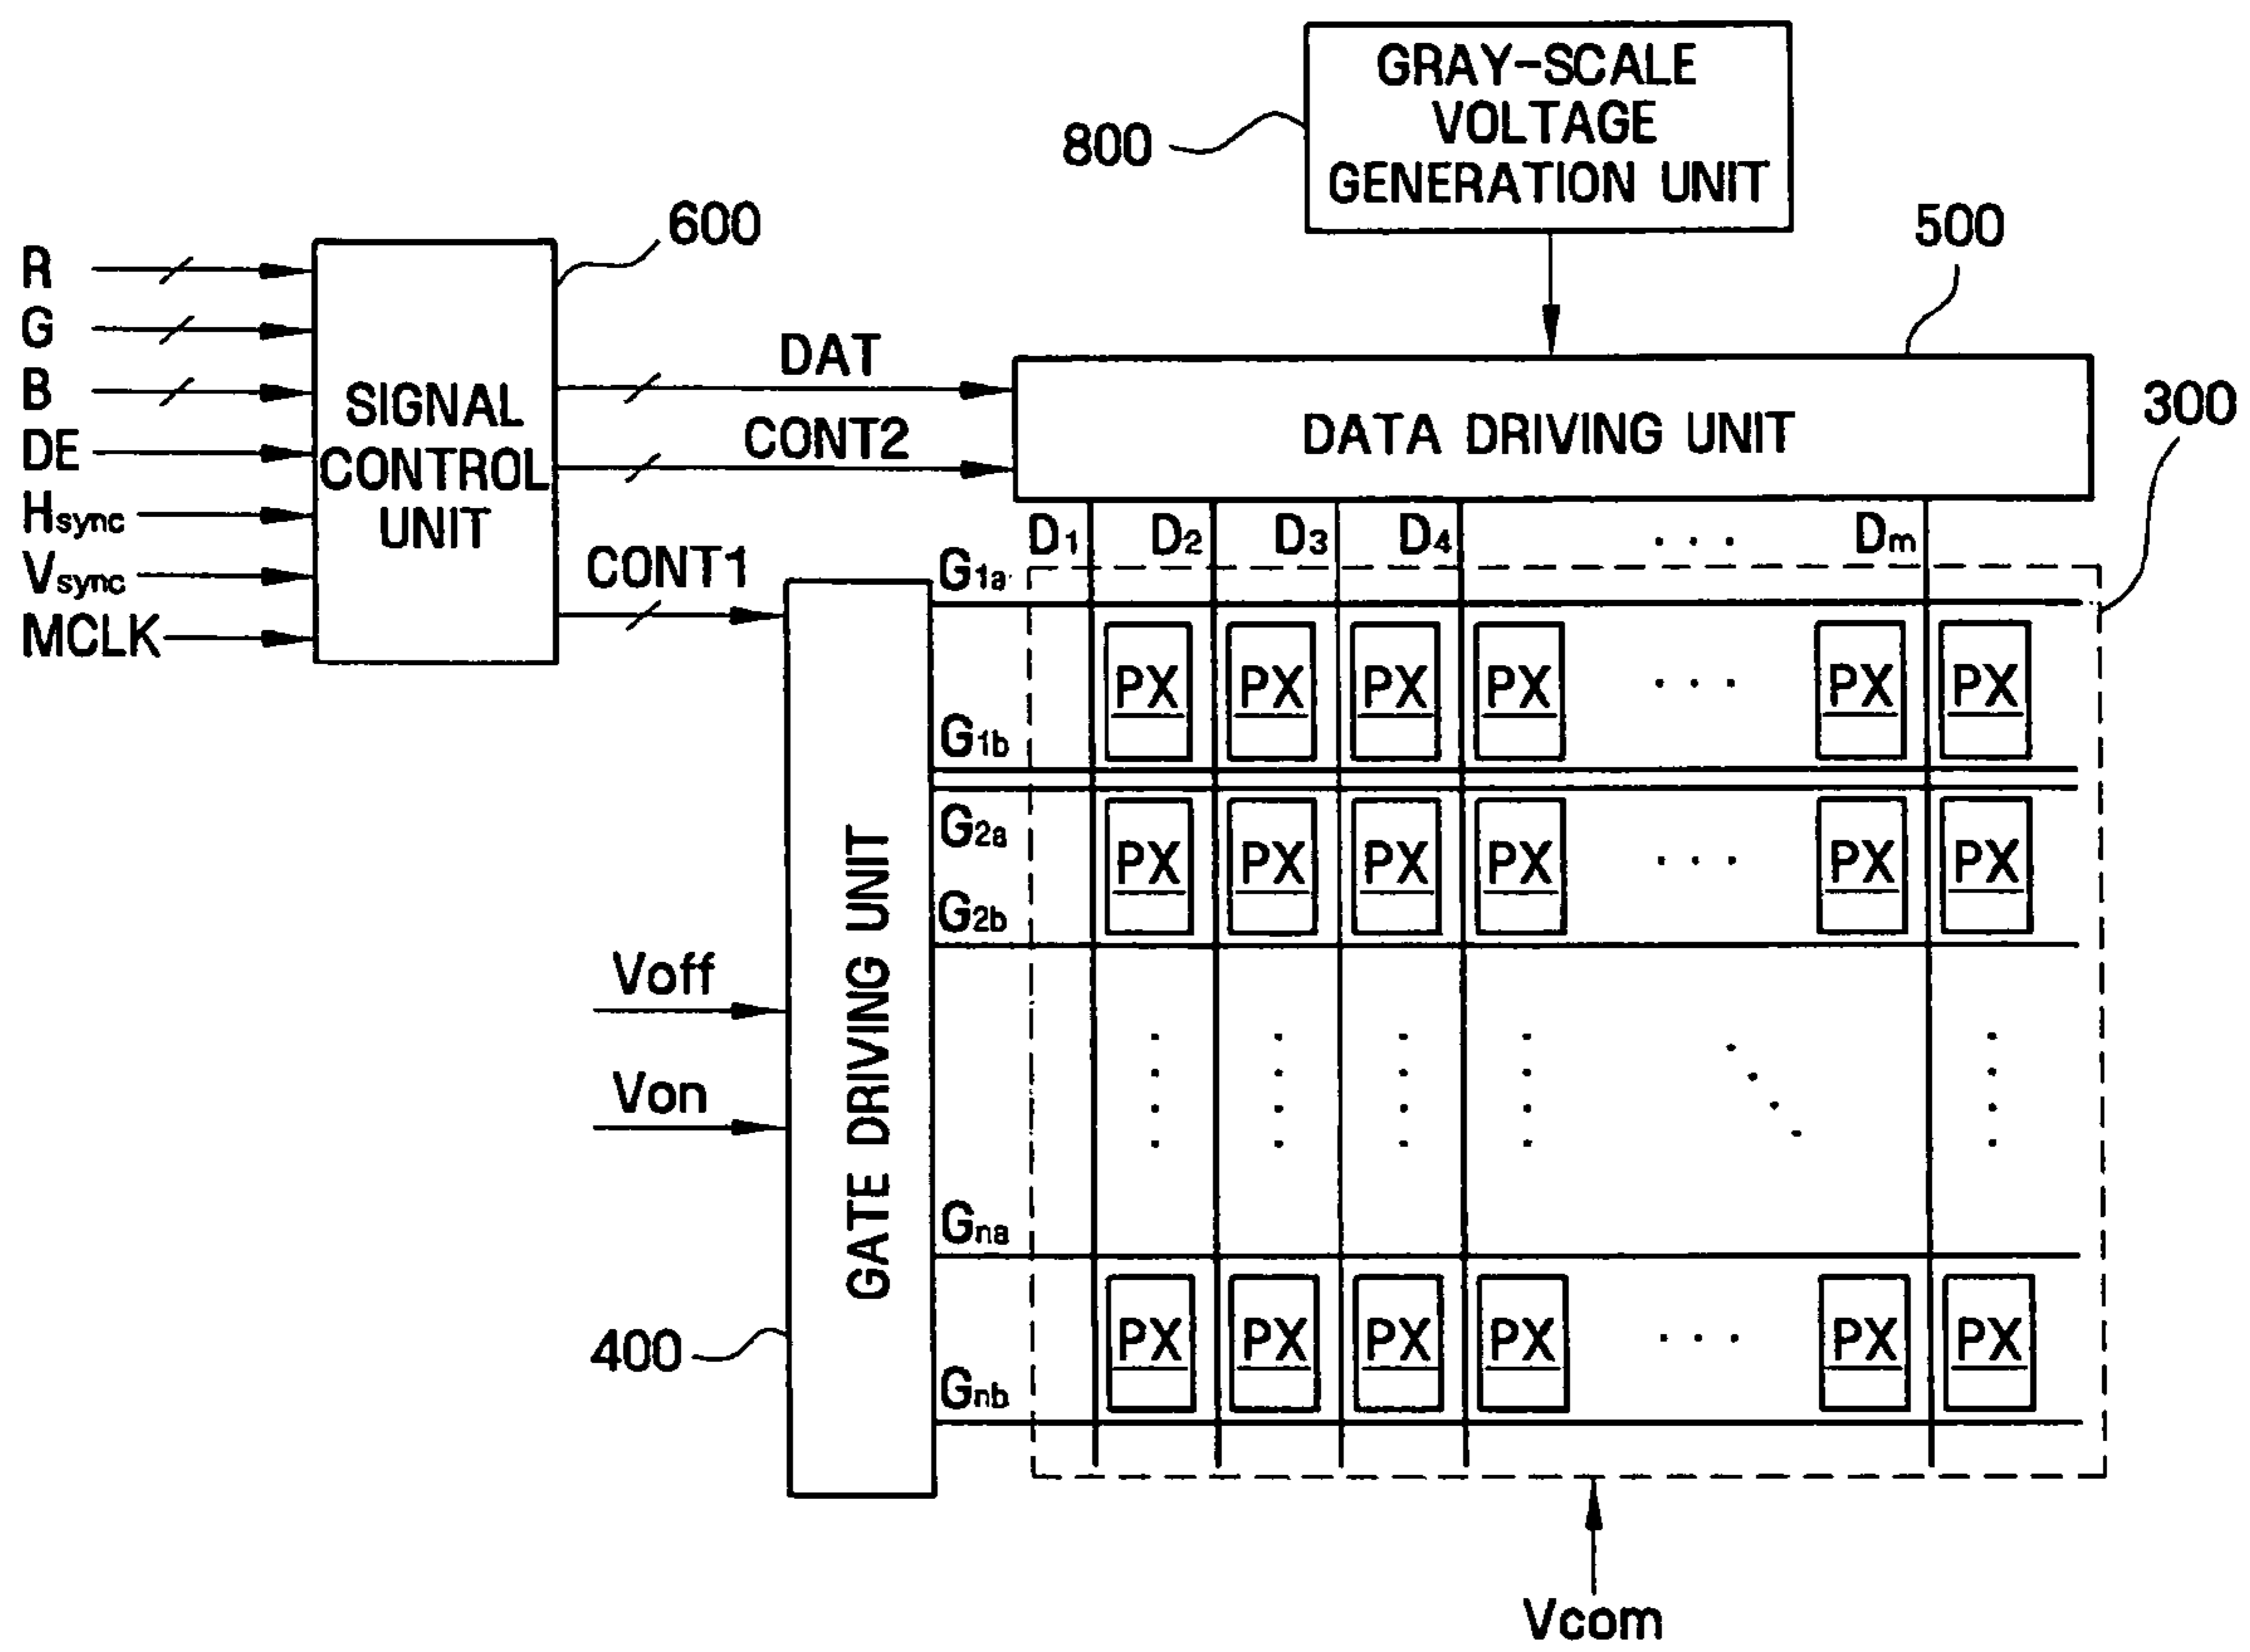 GRAY-SCALE
VOLTAGE
GENERATION UNIT
800
500
600
300
R
G
B
DE
Hsync
Vsync
MCLK
SIGNAL
CONTROL
UNIT
DAT
CONT2
CONT1
DATA DRIVING UNIT
D1 D2 D3 D4 ... Dm
G1a
PX PX PX PX ... PX PX
G1b
G2a
PX PX PX PX ... PX PX
G2b
Voff
Von
GATE DRIVING UNIT
400
Gna
PX PX PX PX ... PX PX
Gnb
Vcom